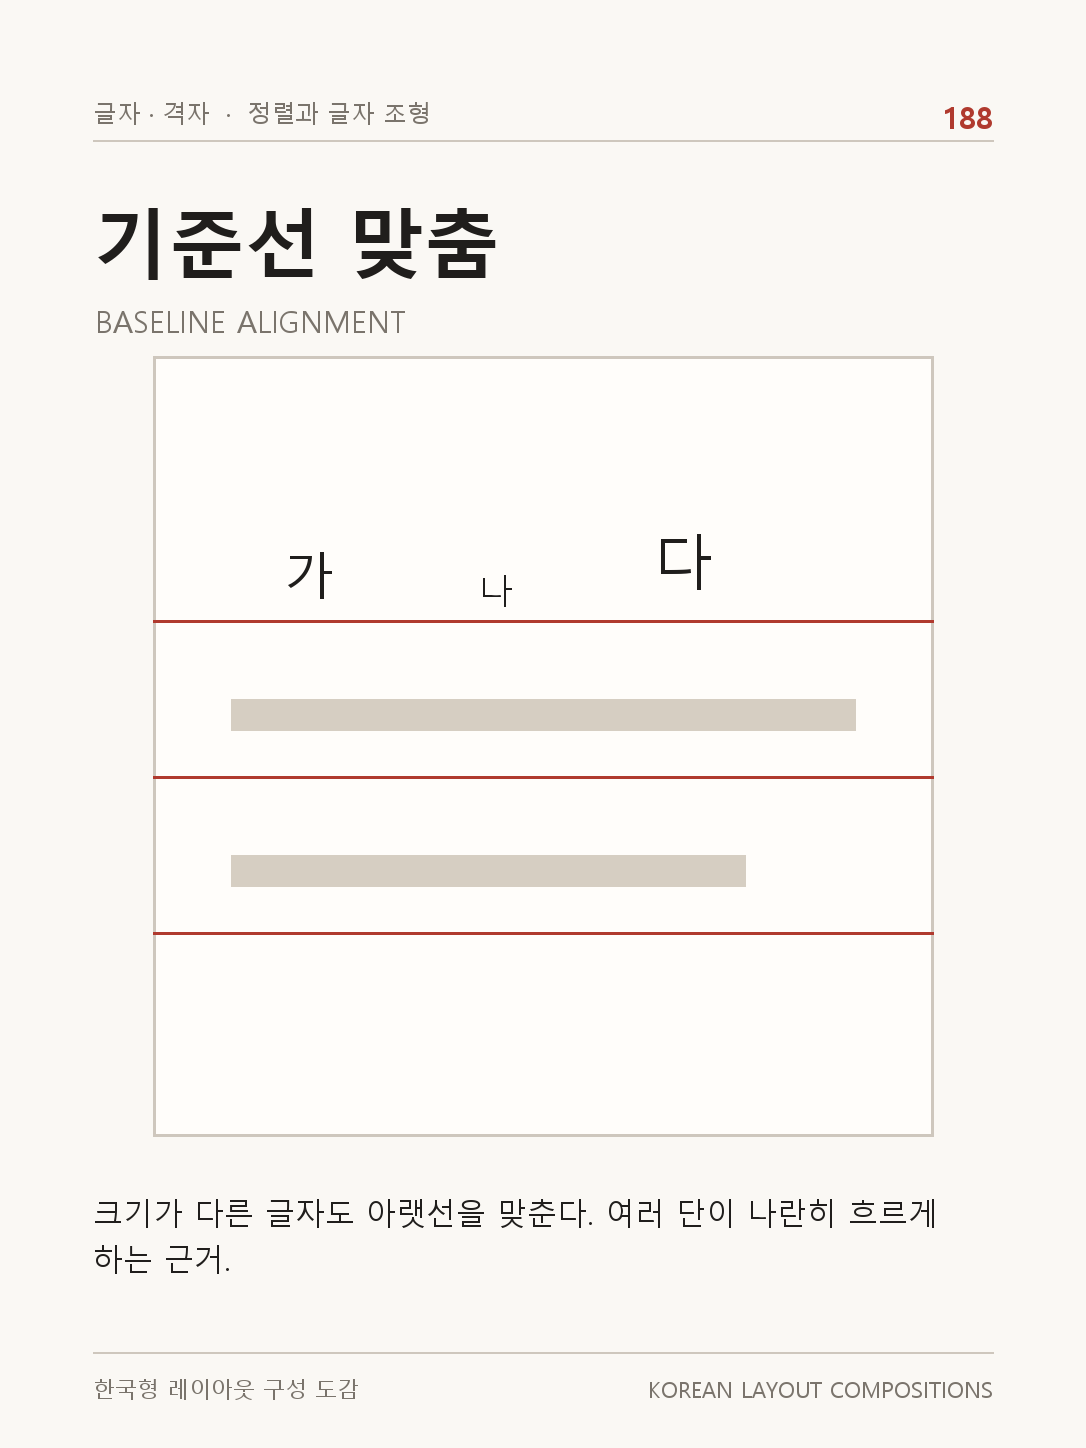 글자 · 격자 · 정렬과 글자 조형
188
기준선 맞춤
BASELINE ALIGNMENT
가 나 다
크기가 다른 글자도 아랫선을 맞춘다. 여러 단이 나란히 흐르게
하는 근거.
한국형 레이아웃 구성 도감
KOREAN LAYOUT COMPOSITIONS